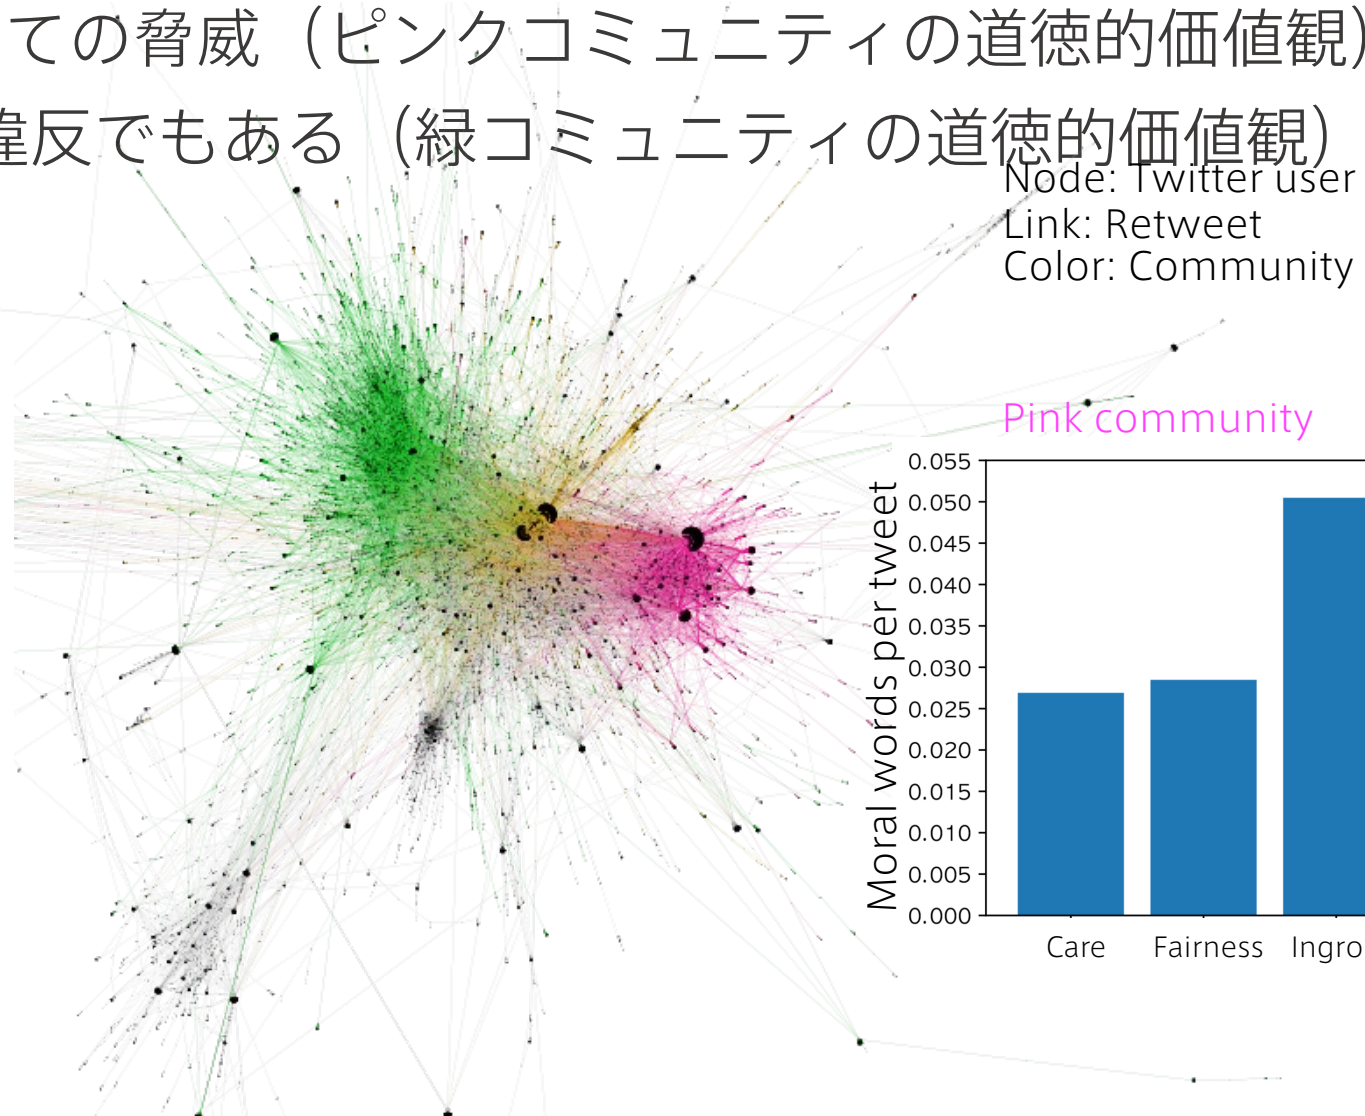 ての脅威（ピンクコミュニティの道徳的価値観）
違反でもある（緑コミュニティの道徳的価値観）
Node: Twitter user
Link: Retweet
Color: Community
Pink community
Moral words per tweet
0.055
0.050
0.045
0.040
0.035
0.030
0.025
0.020
0.015
0.010
0.005
0.000
Care Fairness Ingro